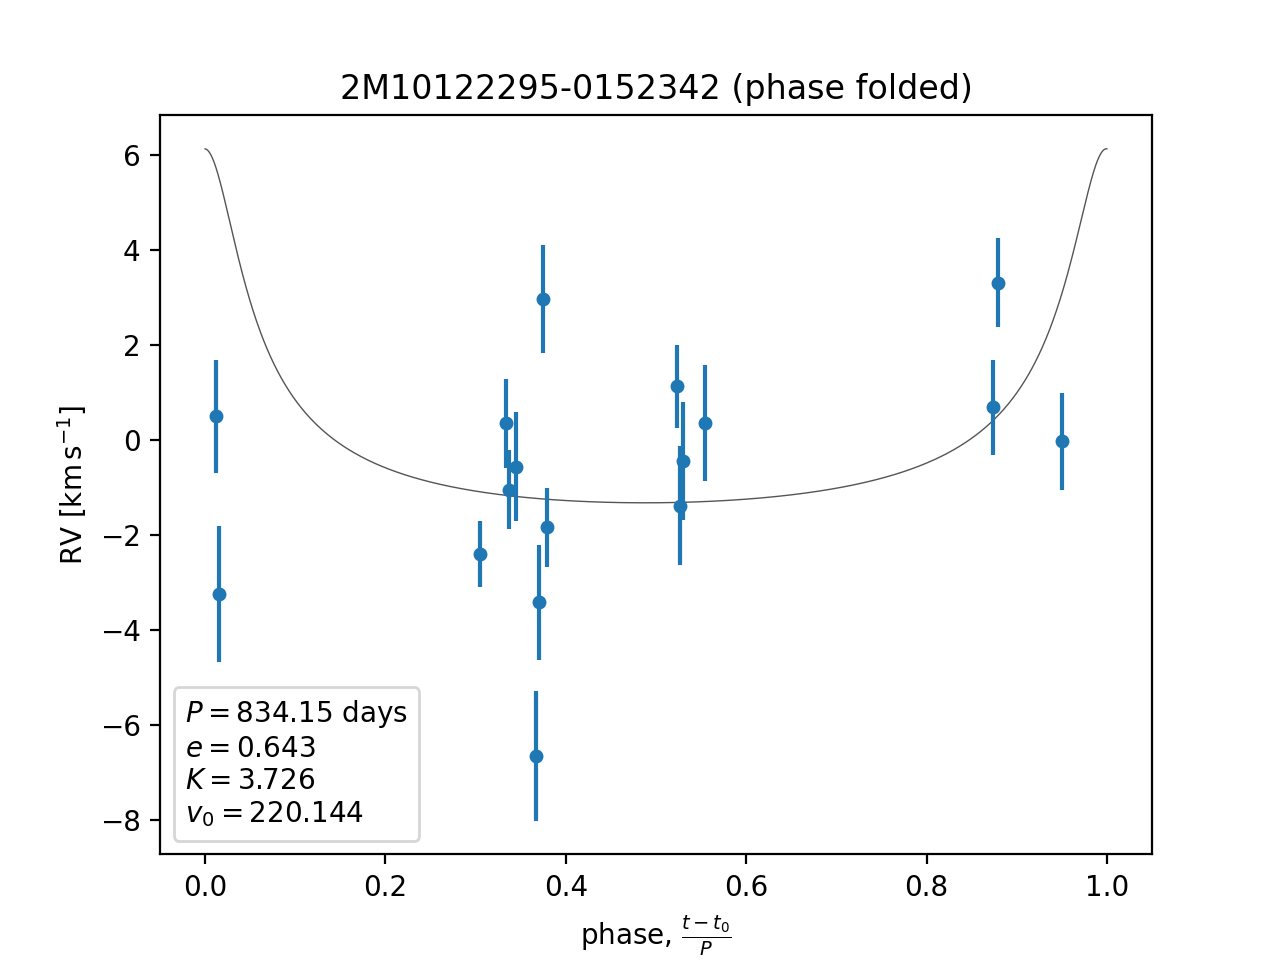 2M10122295-0152342 (phase folded)
6
4
2
0
−2
−4
−6
−8
RV [km s⁻¹]
P = 834.15 days
e = 0.643
K = 3.726
v₀ = 220.144
0.0 0.2 0.4 0.6 0.8 1.0
phase, (t − t₀)/P